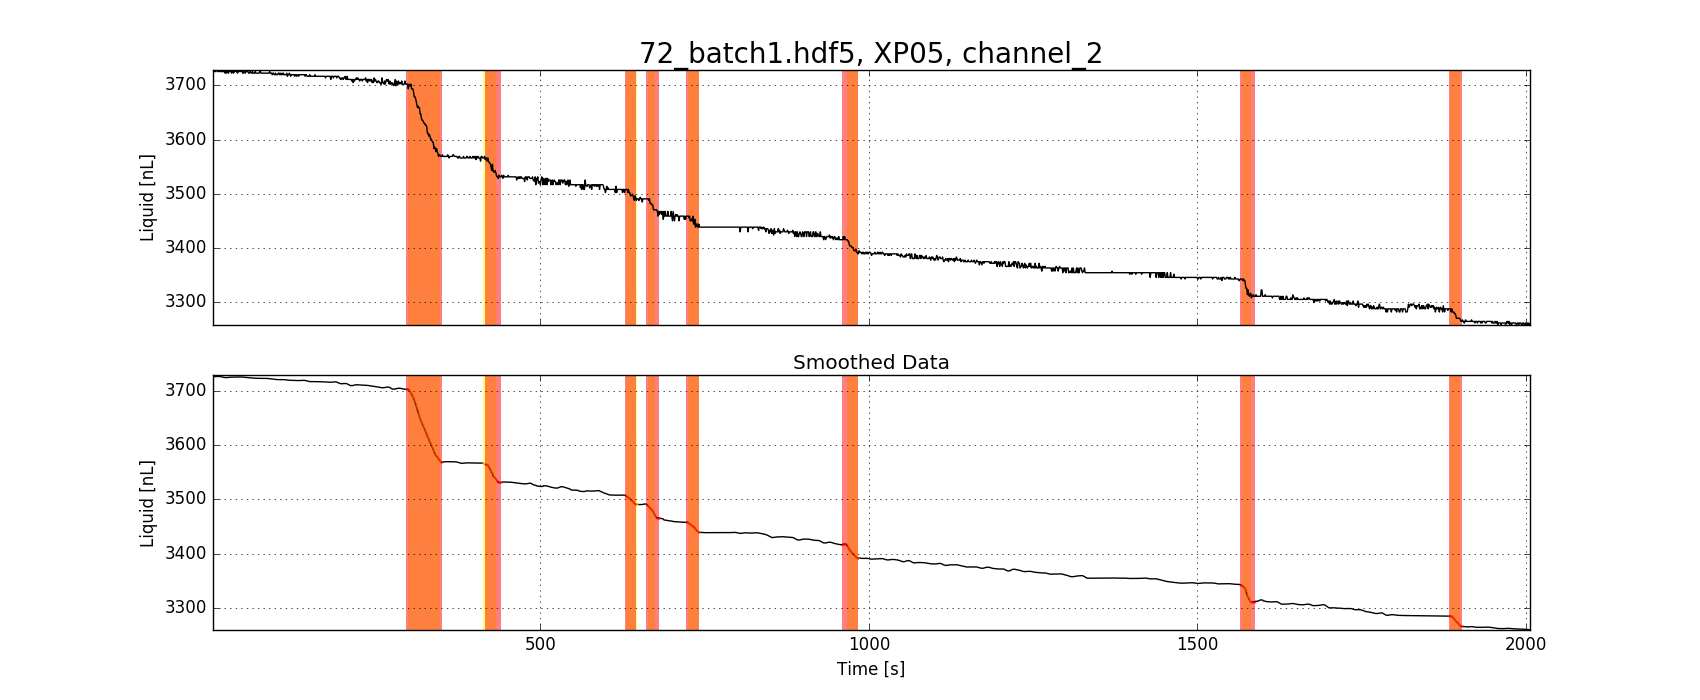 72_batch1.hdf5, XP05, channel_2
Liquid [nL]
3700
3600
3500
3400
3300
Smoothed Data
Liquid [nL]
3700
3600
3500
3400
3300
500 1000 1500 2000
Time [s]